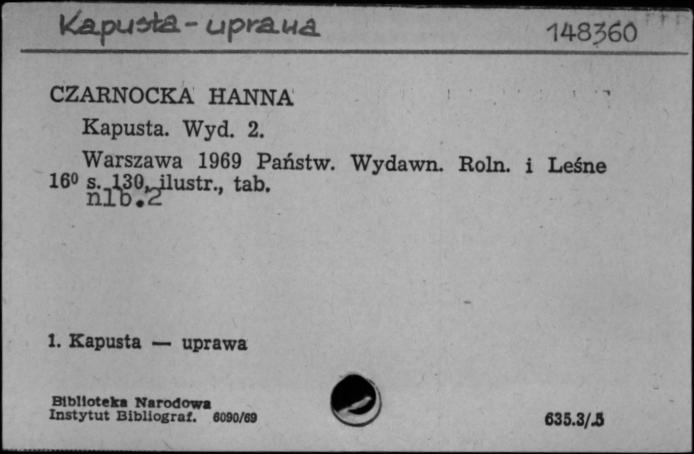 Kapusta - uprawa 148360
CZARNOCKA HANNA
Kapusta. Wyd. 2.
Warszawa 1969 Państw. Wydawn. Roln. i Leśne
16⁰ s. 130, ilustr., tab.
nlb.2
1. Kapusta — uprawa
Biblioteka Narodowa
Instytut Bibliograf. 6090/69
635.3/.5